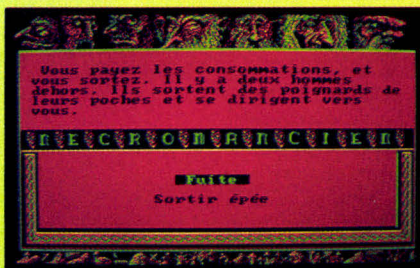 Vous payez les consommations, et
vous sortez. Il y a deux hommes
dehors. Ils sortent des poignards de
leurs poches et se dirigent vers
vous.
NECROMANCIEN
Fuite
Sortir épée